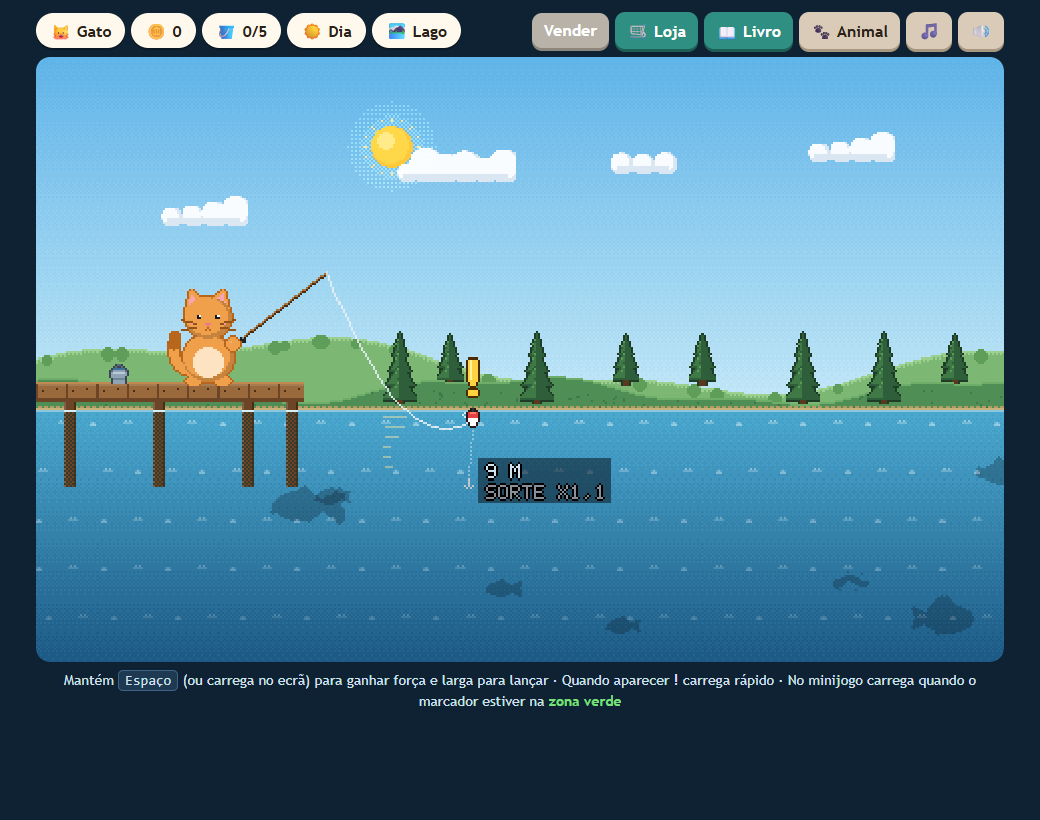 Gato 0 0/5 Dia Lago Vender Loja Livro Animal
9 M
SORTE X1,1
Mantém Espaço (ou carrega no ecrã) para ganhar força e larga para lançar · Quando aparecer ! carrega rápido · No minijogo carrega quando o
marcador estiver na zona verde